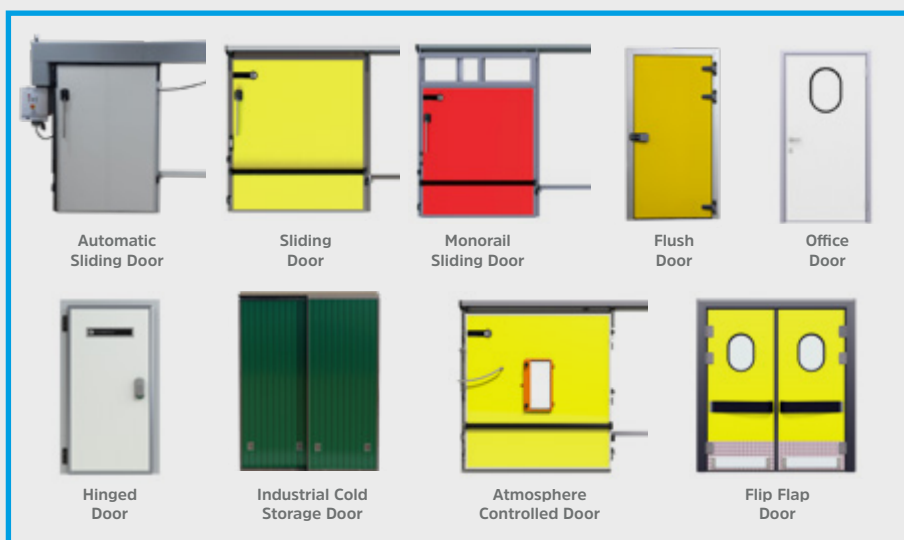 Automatic
Sliding Door
Sliding
Door
Monorail
Sliding Door
Flush
Door
Office
Door
Hinged
Door
Industrial Cold
Storage Door
Atmosphere
Controlled Door
Flip Flap
Door